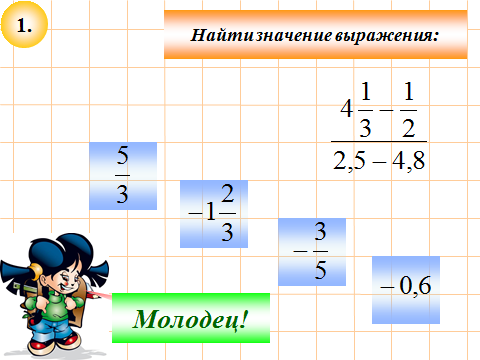 1.
Найти значение выражения:
4 1/3 – 1/2
2,5 – 4,8
5/3
–1 2/3
– 3/5
– 0,6
Молодец!